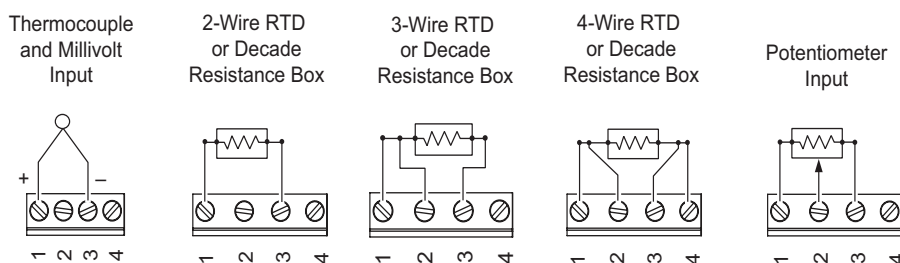 Thermocouple
and Millivolt
Input
2-Wire RTD
or Decade
Resistance Box
3-Wire RTD
or Decade
Resistance Box
4-Wire RTD
or Decade
Resistance Box
Potentiometer
Input
+ –
1 2 3 4
1 2 3 4
1 2 3 4
1 2 3 4
1 2 3 4